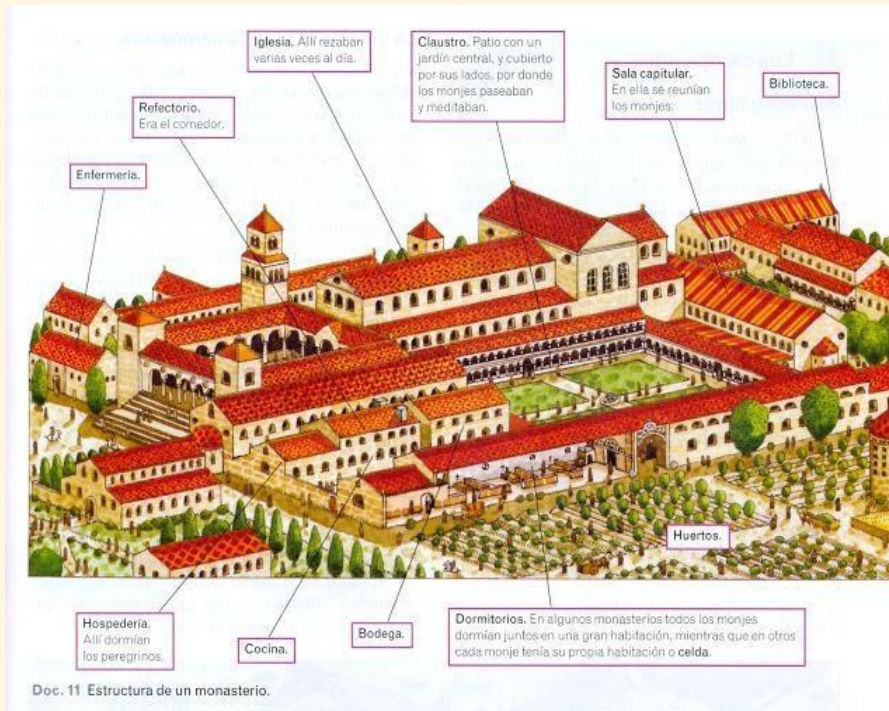 Iglesia. Allí rezaban
varias veces al día.
Claustro. Patio con un
jardín central, y cubierto
por sus lados, por donde
los monjes paseaban
y meditaban.
Sala capitular.
En ella se reunían
los monjes.
Biblioteca.
Refectorio.
Era el comedor.
Enfermería.
Huertos.
Hospedería.
Allí dormían
los peregrinos.
Cocina.
Bodega.
Dormitorios. En algunos monasterios todos los monjes
dormían juntos en una gran habitación, mientras que en otros
cada monje tenía su propia habitación o celda.
Doc. 11 Estructura de un monasterio.